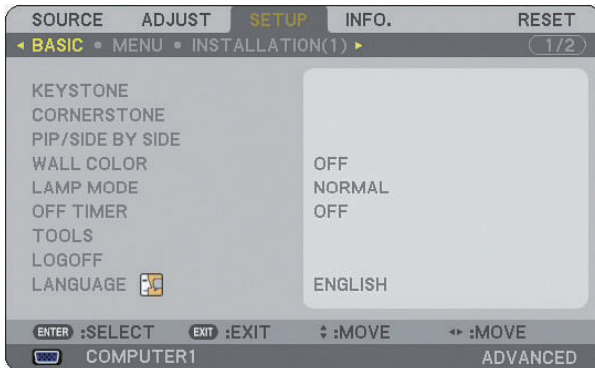 SOURCE ADJUST SETUP INFO. RESET
BASIC • MENU • INSTALLATION(1) 1/2
KEYSTONE
CORNERSTONE
PIP/SIDE BY SIDE
WALL COLOR OFF
LAMP MODE NORMAL
OFF TIMER OFF
TOOLS
LOGOFF
LANGUAGE ENGLISH
ENTER :SELECT EXIT :EXIT :MOVE :MOVE
COMPUTER1 ADVANCED